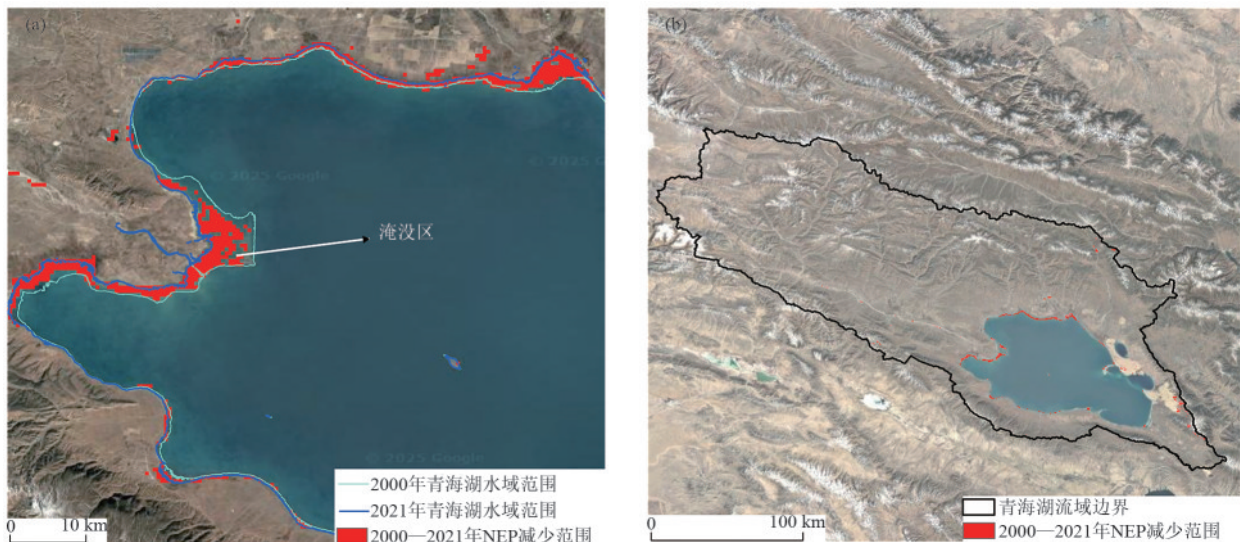 (a)
© 2025 Google
© 2025 Google
淹没区
© 2025 Google
2000年青海湖水域范围
2021年青海湖水域范围
2000—2021年NEP减少范围
0 10 km
(b)
青海湖流域边界
2000—2021年NEP减少范围
0 100 km